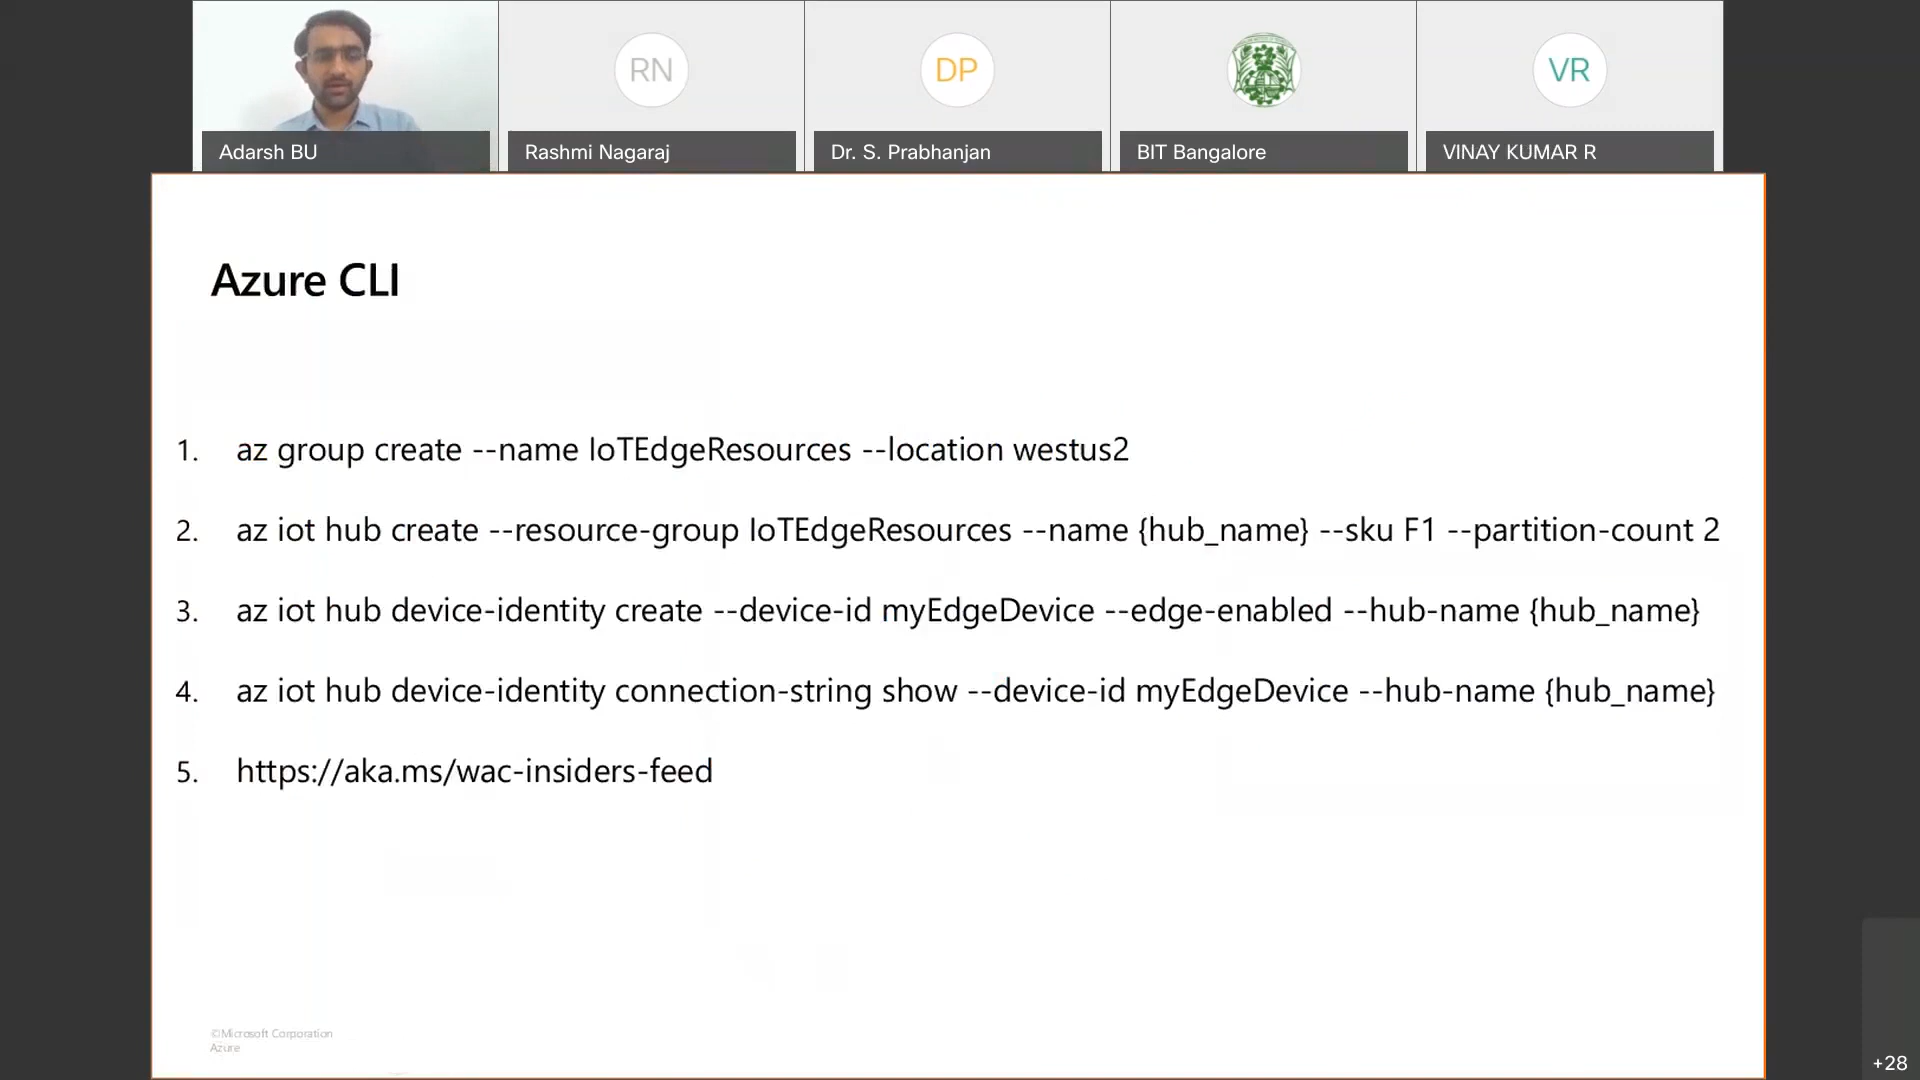 RN
DP
VR
Adarsh BU
Rashmi Nagaraj
Dr. S. Prabhanjan
BIT Bangalore
VINAY KUMAR R
Azure CLI
1. az group create --name IoTEdgeResources --location westus2
2. az iot hub create --resource-group IoTEdgeResources --name {hub_name} --sku F1 --partition-count 2
3. az iot hub device-identity create --device-id myEdgeDevice --edge-enabled --hub-name {hub_name}
4. az iot hub device-identity connection-string show --device-id myEdgeDevice --hub-name {hub_name}
5. https://aka.ms/wac-insiders-feed
©Microsoft Corporation
Azure
+28